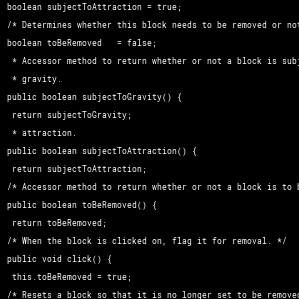 boolean subjectToAttraction = true;
/* Determines whether this block needs to be removed or not
boolean toBeRemoved   = false;
 * Accessor method to return whether or not a block is subj
 * gravity.
public boolean subjectToGravity() {
 return subjectToGravity;
 * attraction.
public boolean subjectToAttraction() {
 return subjectToAttraction;
/* Accessor method to return whether or not a block is to b
public boolean toBeRemoved() {
 return toBeRemoved;
/* When the block is clicked on, flag it for removal. */
public void click() {
 this.toBeRemoved = true;
/* Resets a block so that it is no longer set to be removed